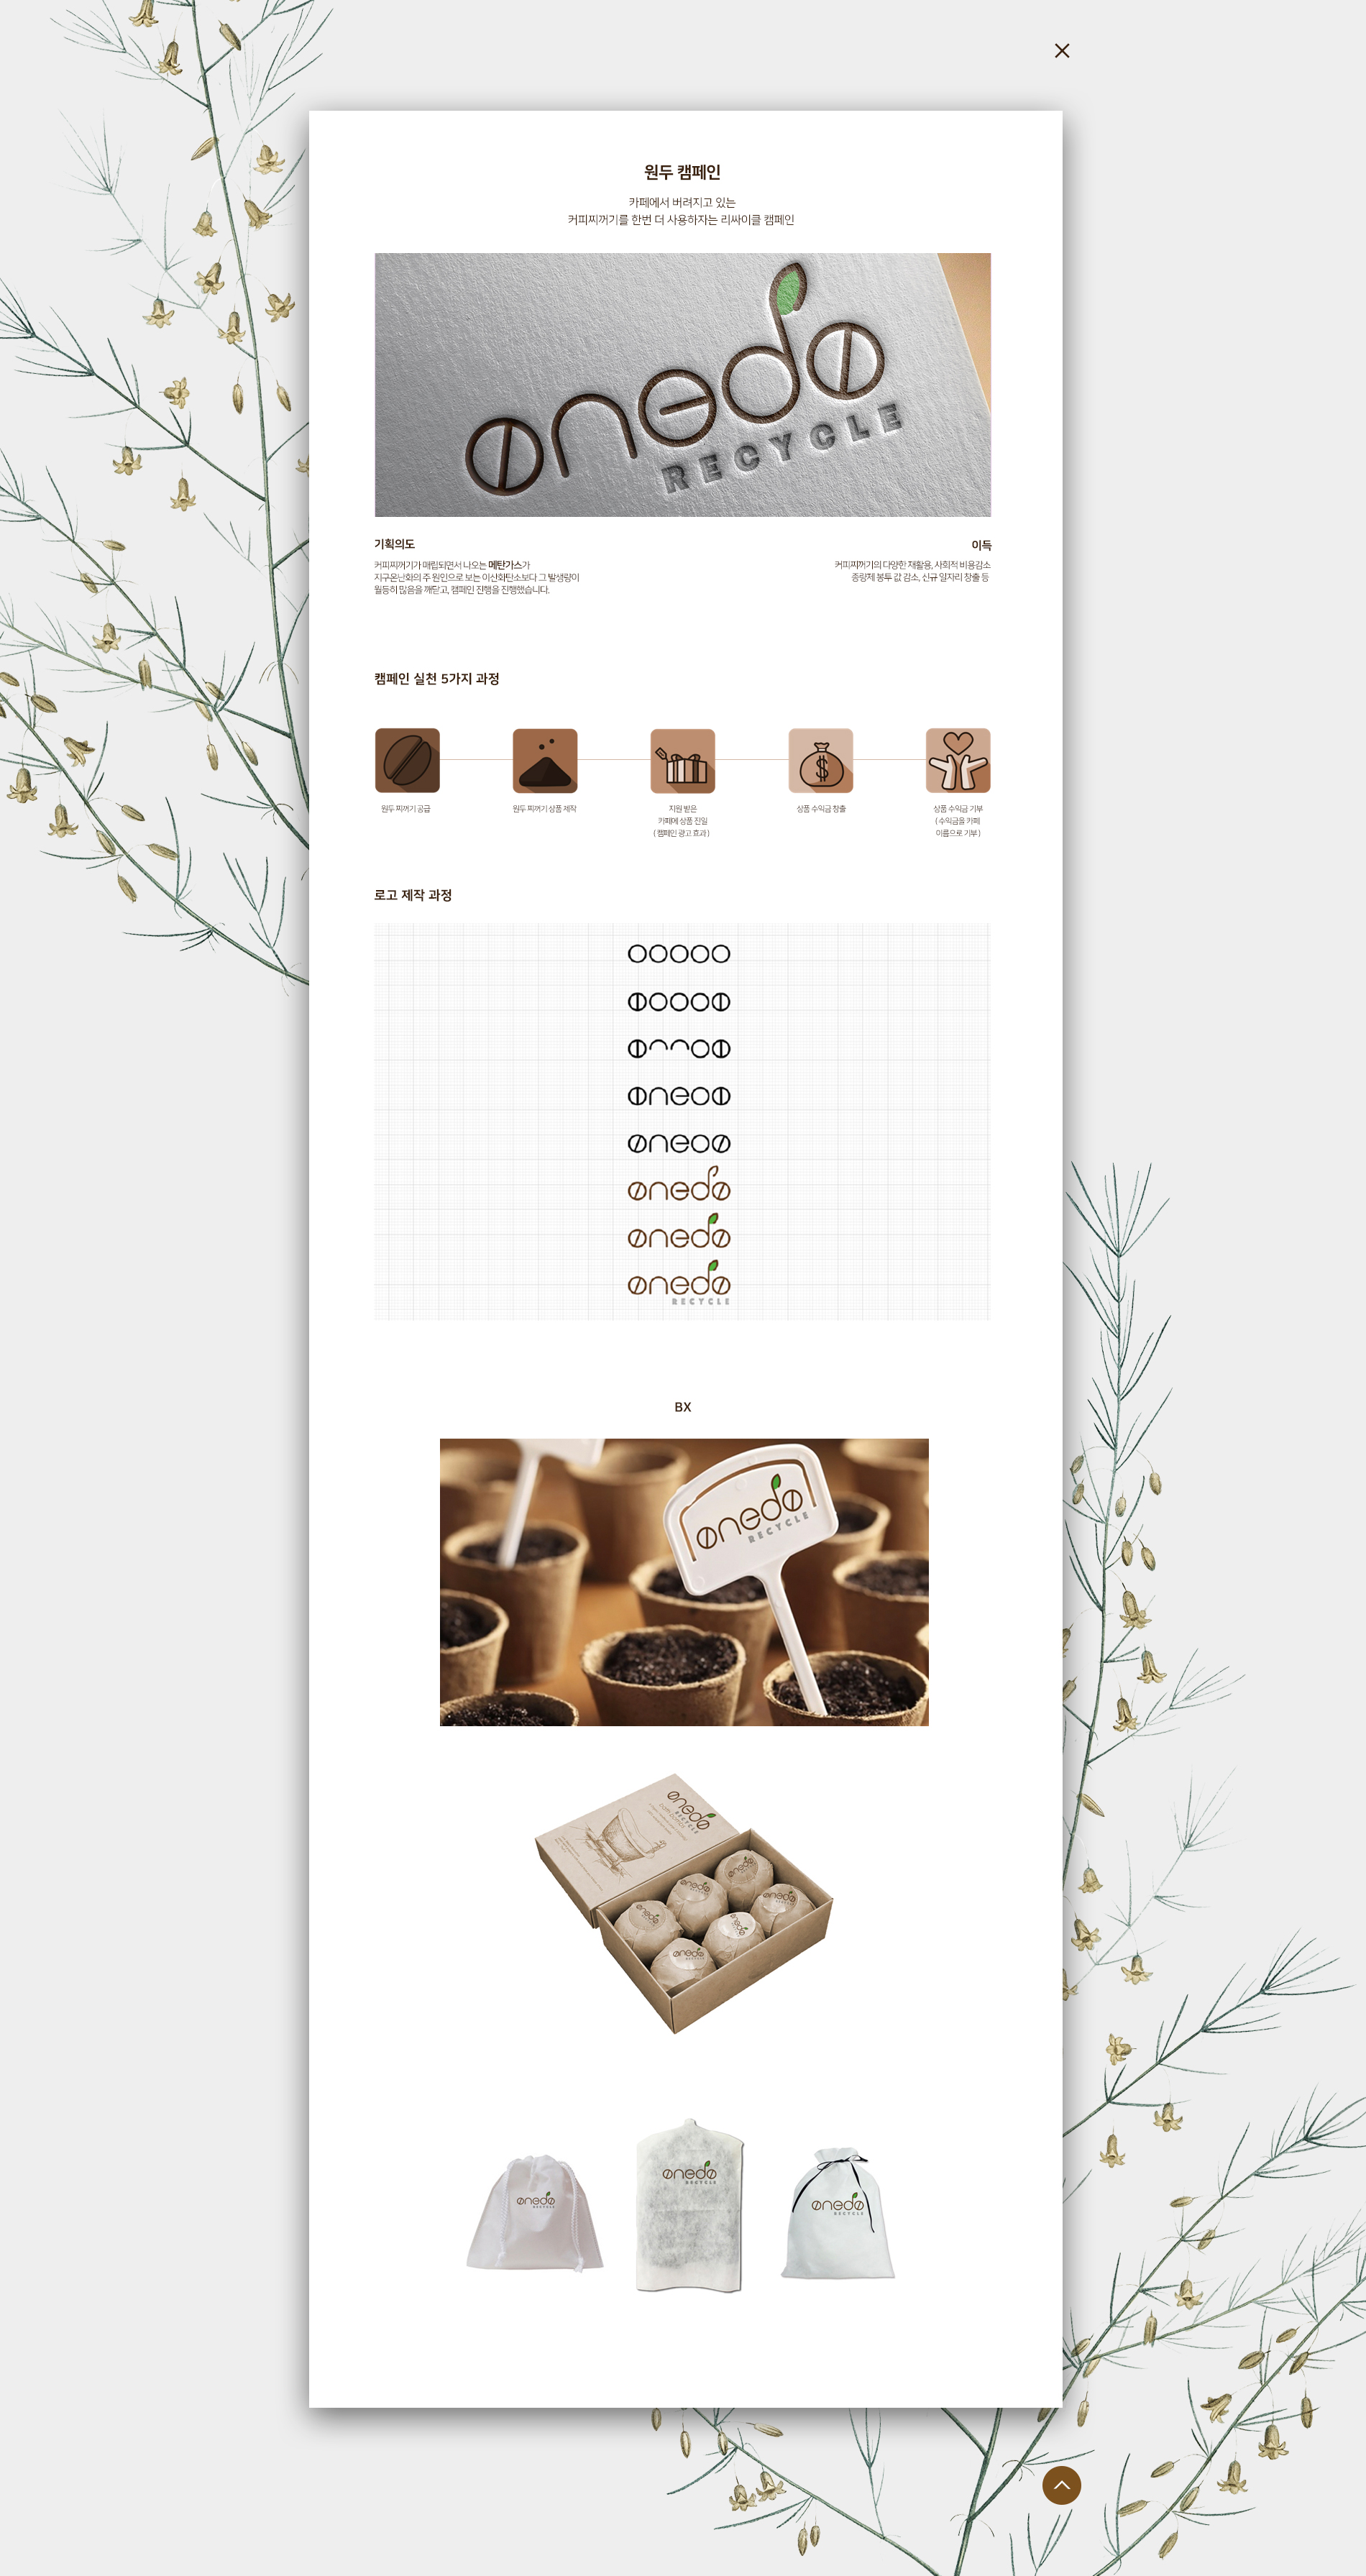 원두 캠페인
카페에서 버려지고 있는
커피찌꺼기를 한번 더 사용하자는 리싸이클 캠페인
onedo
RECYCLE
기획의도
커피찌꺼기가 매립되면서 나오는 메탄가스가
지구온난화의 주 원인으로 보는 이산화탄소보다 그 발생량이
월등히 많음을 깨닫고, 캠페인 진행을 진행했습니다.
이득
커피찌꺼기의 다양한 재활용, 사회적 비용감소
종량제 봉투 값 감소, 신규 일자리 창출 등
캠페인 실천 5가지 과정
원두 찌꺼기 공급
원두 찌꺼기 상품 제작
지원 받은
카페에 상품 진열
( 캠페인 광고 효과 )
상품 수익금 창출
상품 수익금 기부
( 수익금을 카페
이름으로 기부 )
로고 제작 과정
oneoo
oneoo
onedo
onedo
onedo
RECYCLE
BX
onedo
RECYCLE
onedo
RECYCLE
onedo
onedo
onedo
onedo
onedo
onedo
onedo
RECYCLE
onedo
RECYCLE
onedo
RECYCLE